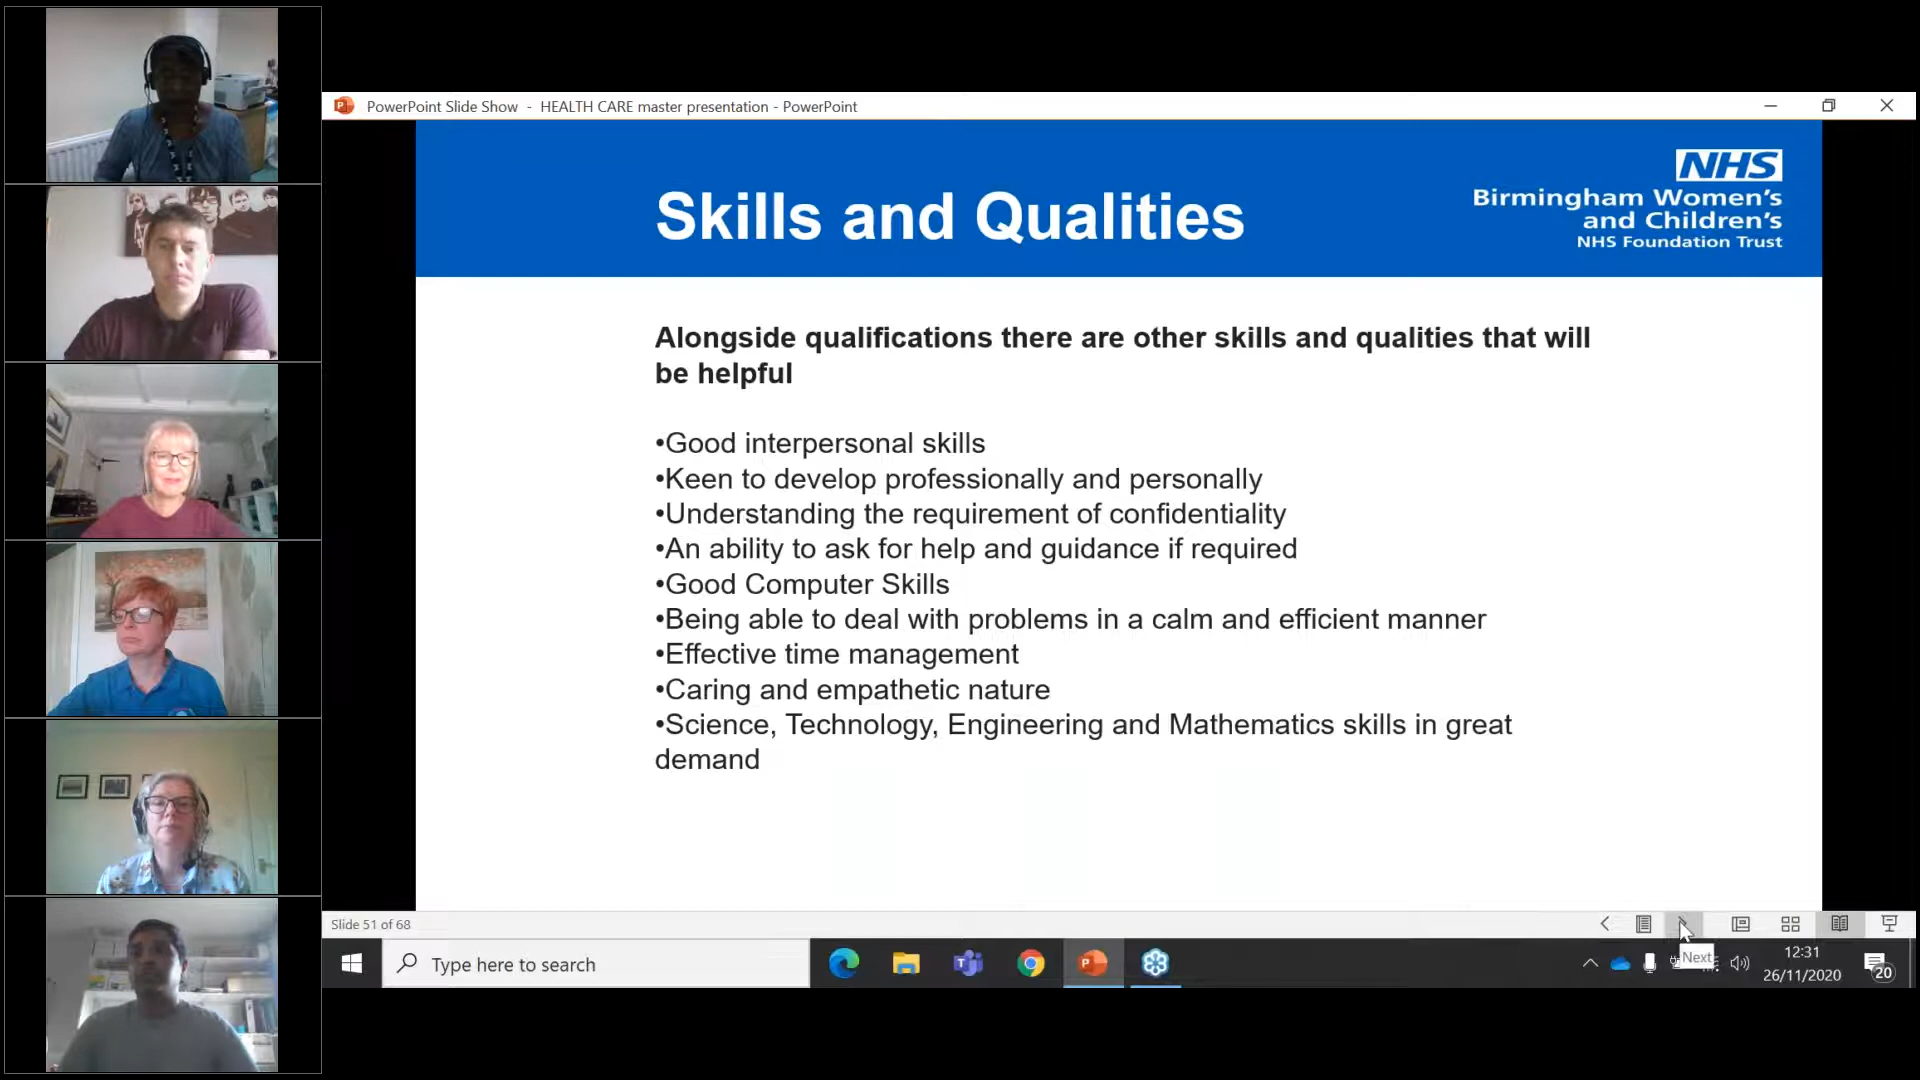 PowerPoint Slide Show - HEALTH CARE master presentation - PowerPoint
NHS
Birmingham Women's
and Children's
NHS Foundation Trust
Skills and Qualities
Alongside qualifications there are other skills and qualities that will
be helpful
•Good interpersonal skills
•Keen to develop professionally and personally
•Understanding the requirement of confidentiality
•An ability to ask for help and guidance if required
•Good Computer Skills
•Being able to deal with problems in a calm and efficient manner
•Effective time management
•Caring and empathetic nature
•Science, Technology, Engineering and Mathematics skills in great
demand
Slide 51 of 68
Next
Type here to search
12:31
26/11/2020
20